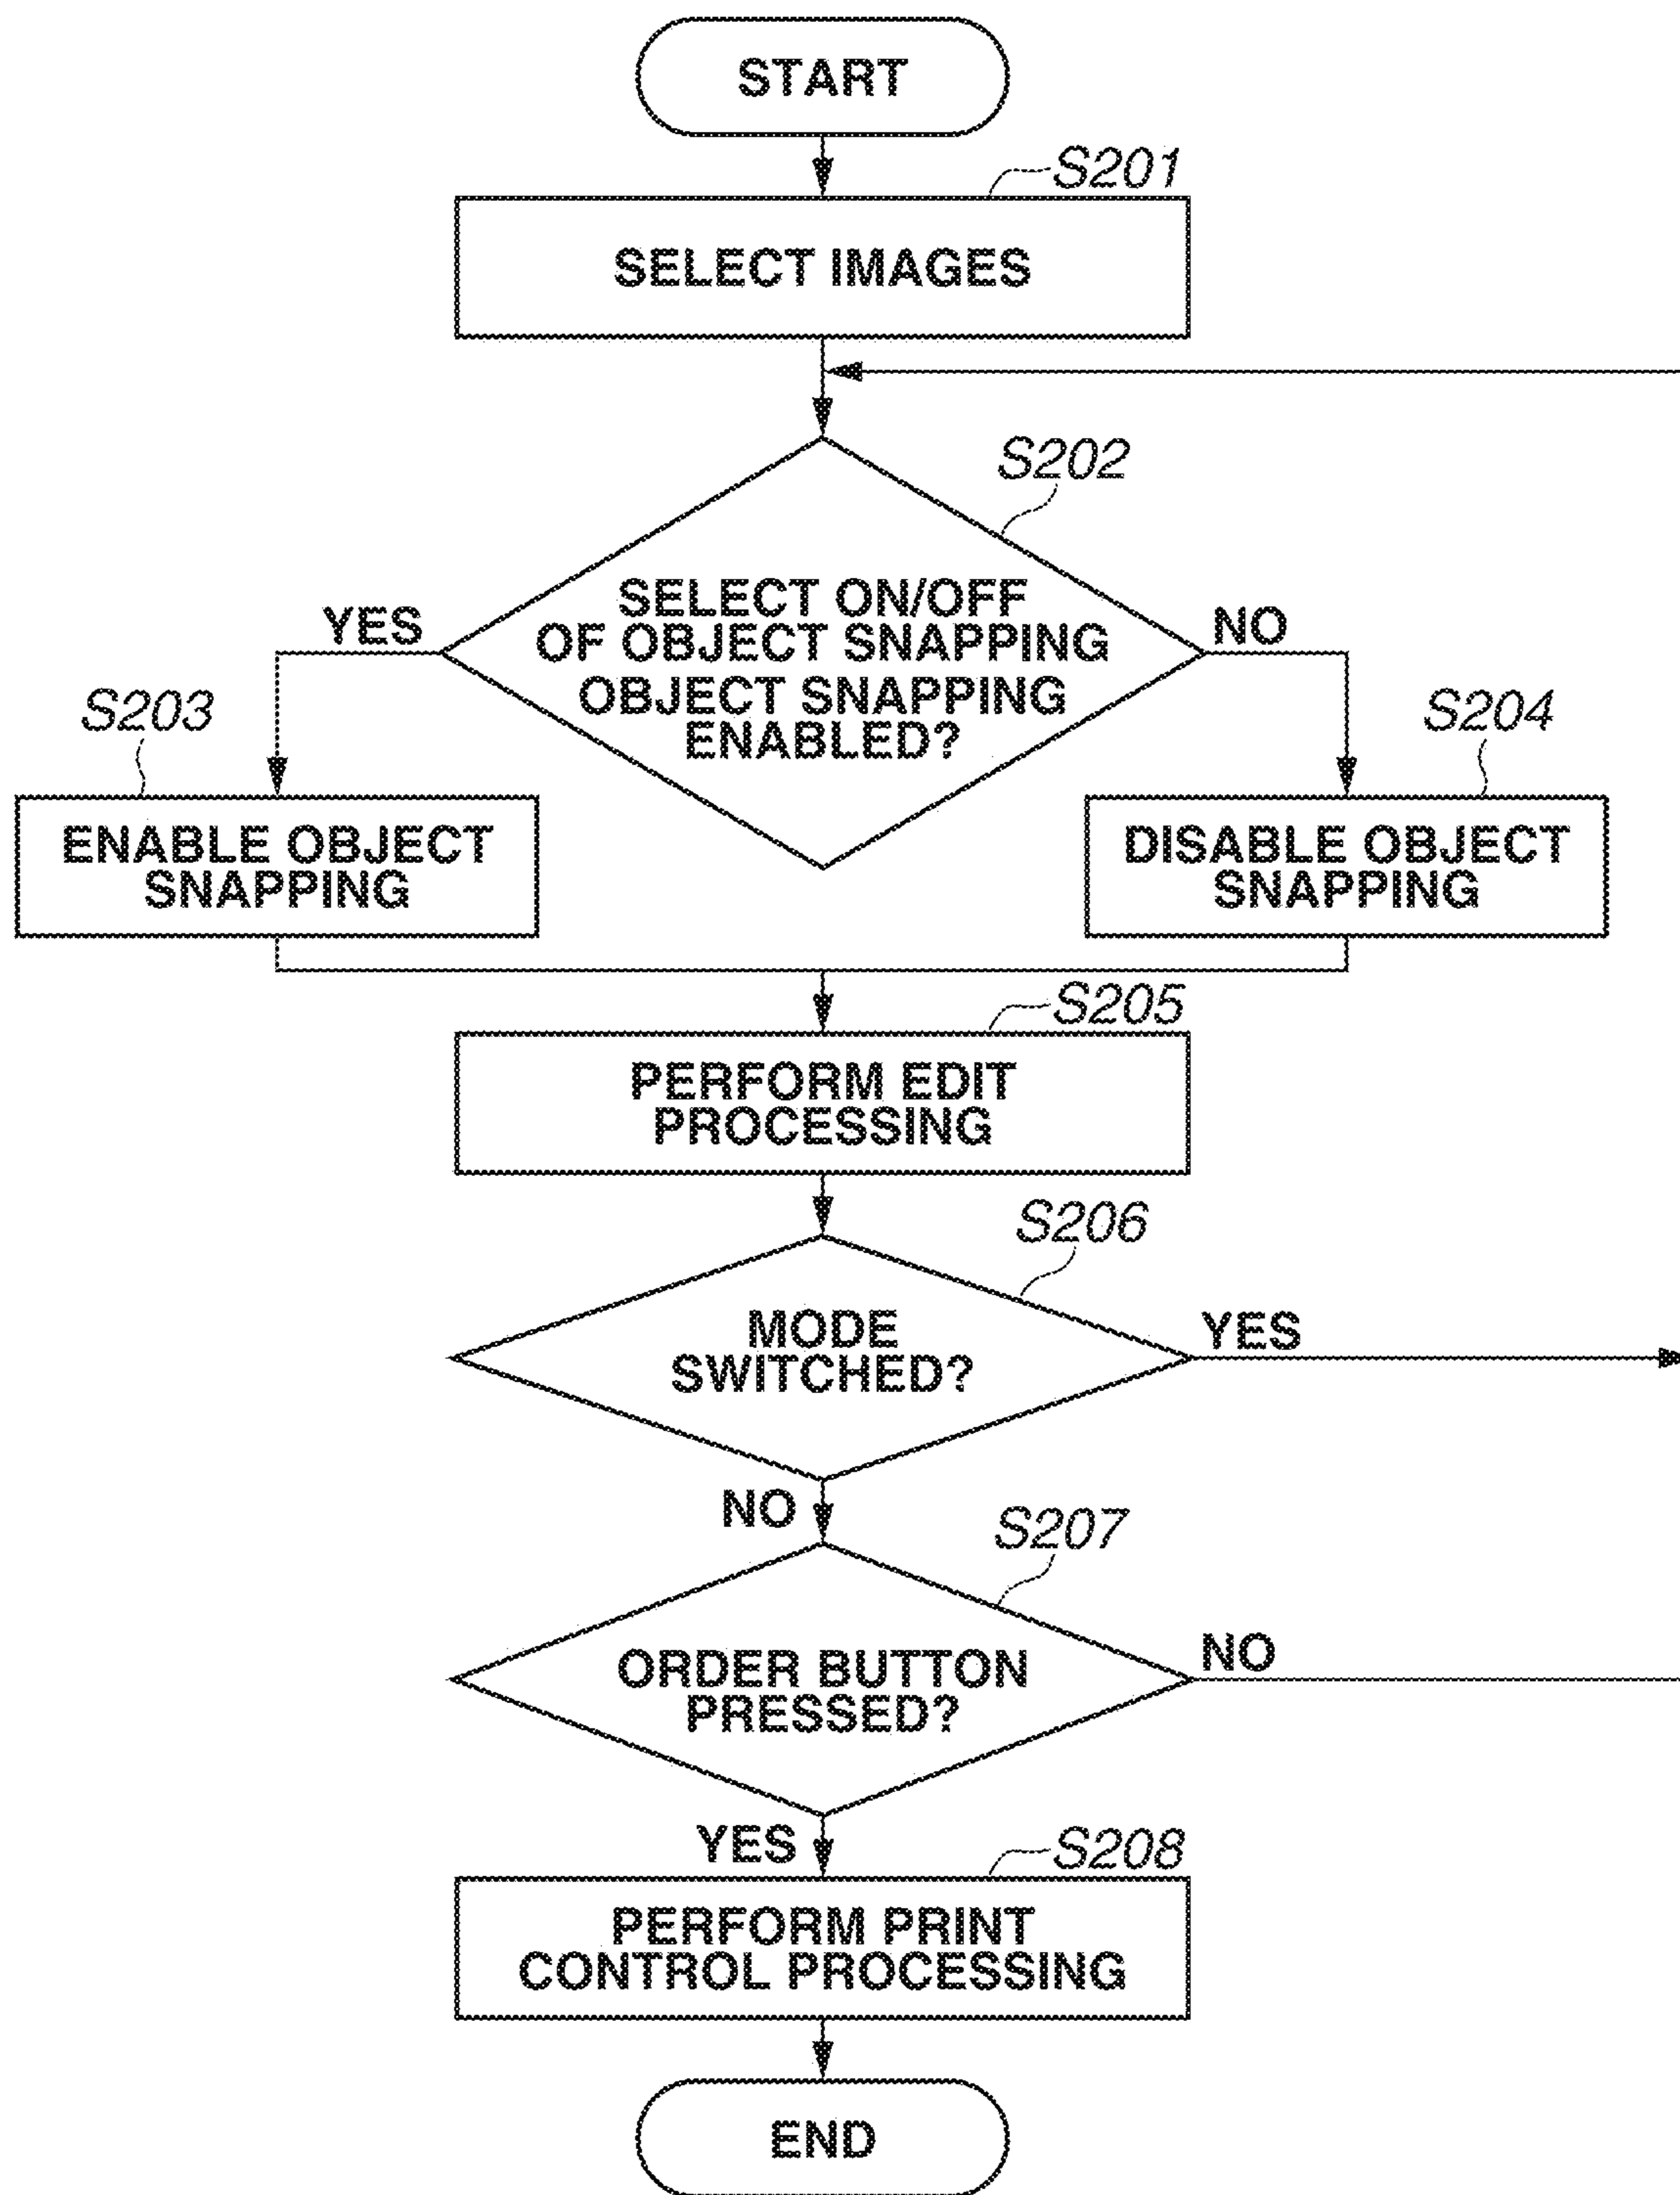 START
S201
SELECT IMAGES
S202
SELECT ON/OFF
OF OBJECT SNAPPING
OBJECT SNAPPING
ENABLED?
YES
NO
S203
S204
ENABLE OBJECT
SNAPPING
DISABLE OBJECT
SNAPPING
S205
PERFORM EDIT
PROCESSING
S206
MODE
SWITCHED?
YES
NO
S207
ORDER BUTTON
PRESSED?
NO
YES
S208
PERFORM PRINT
CONTROL PROCESSING
END